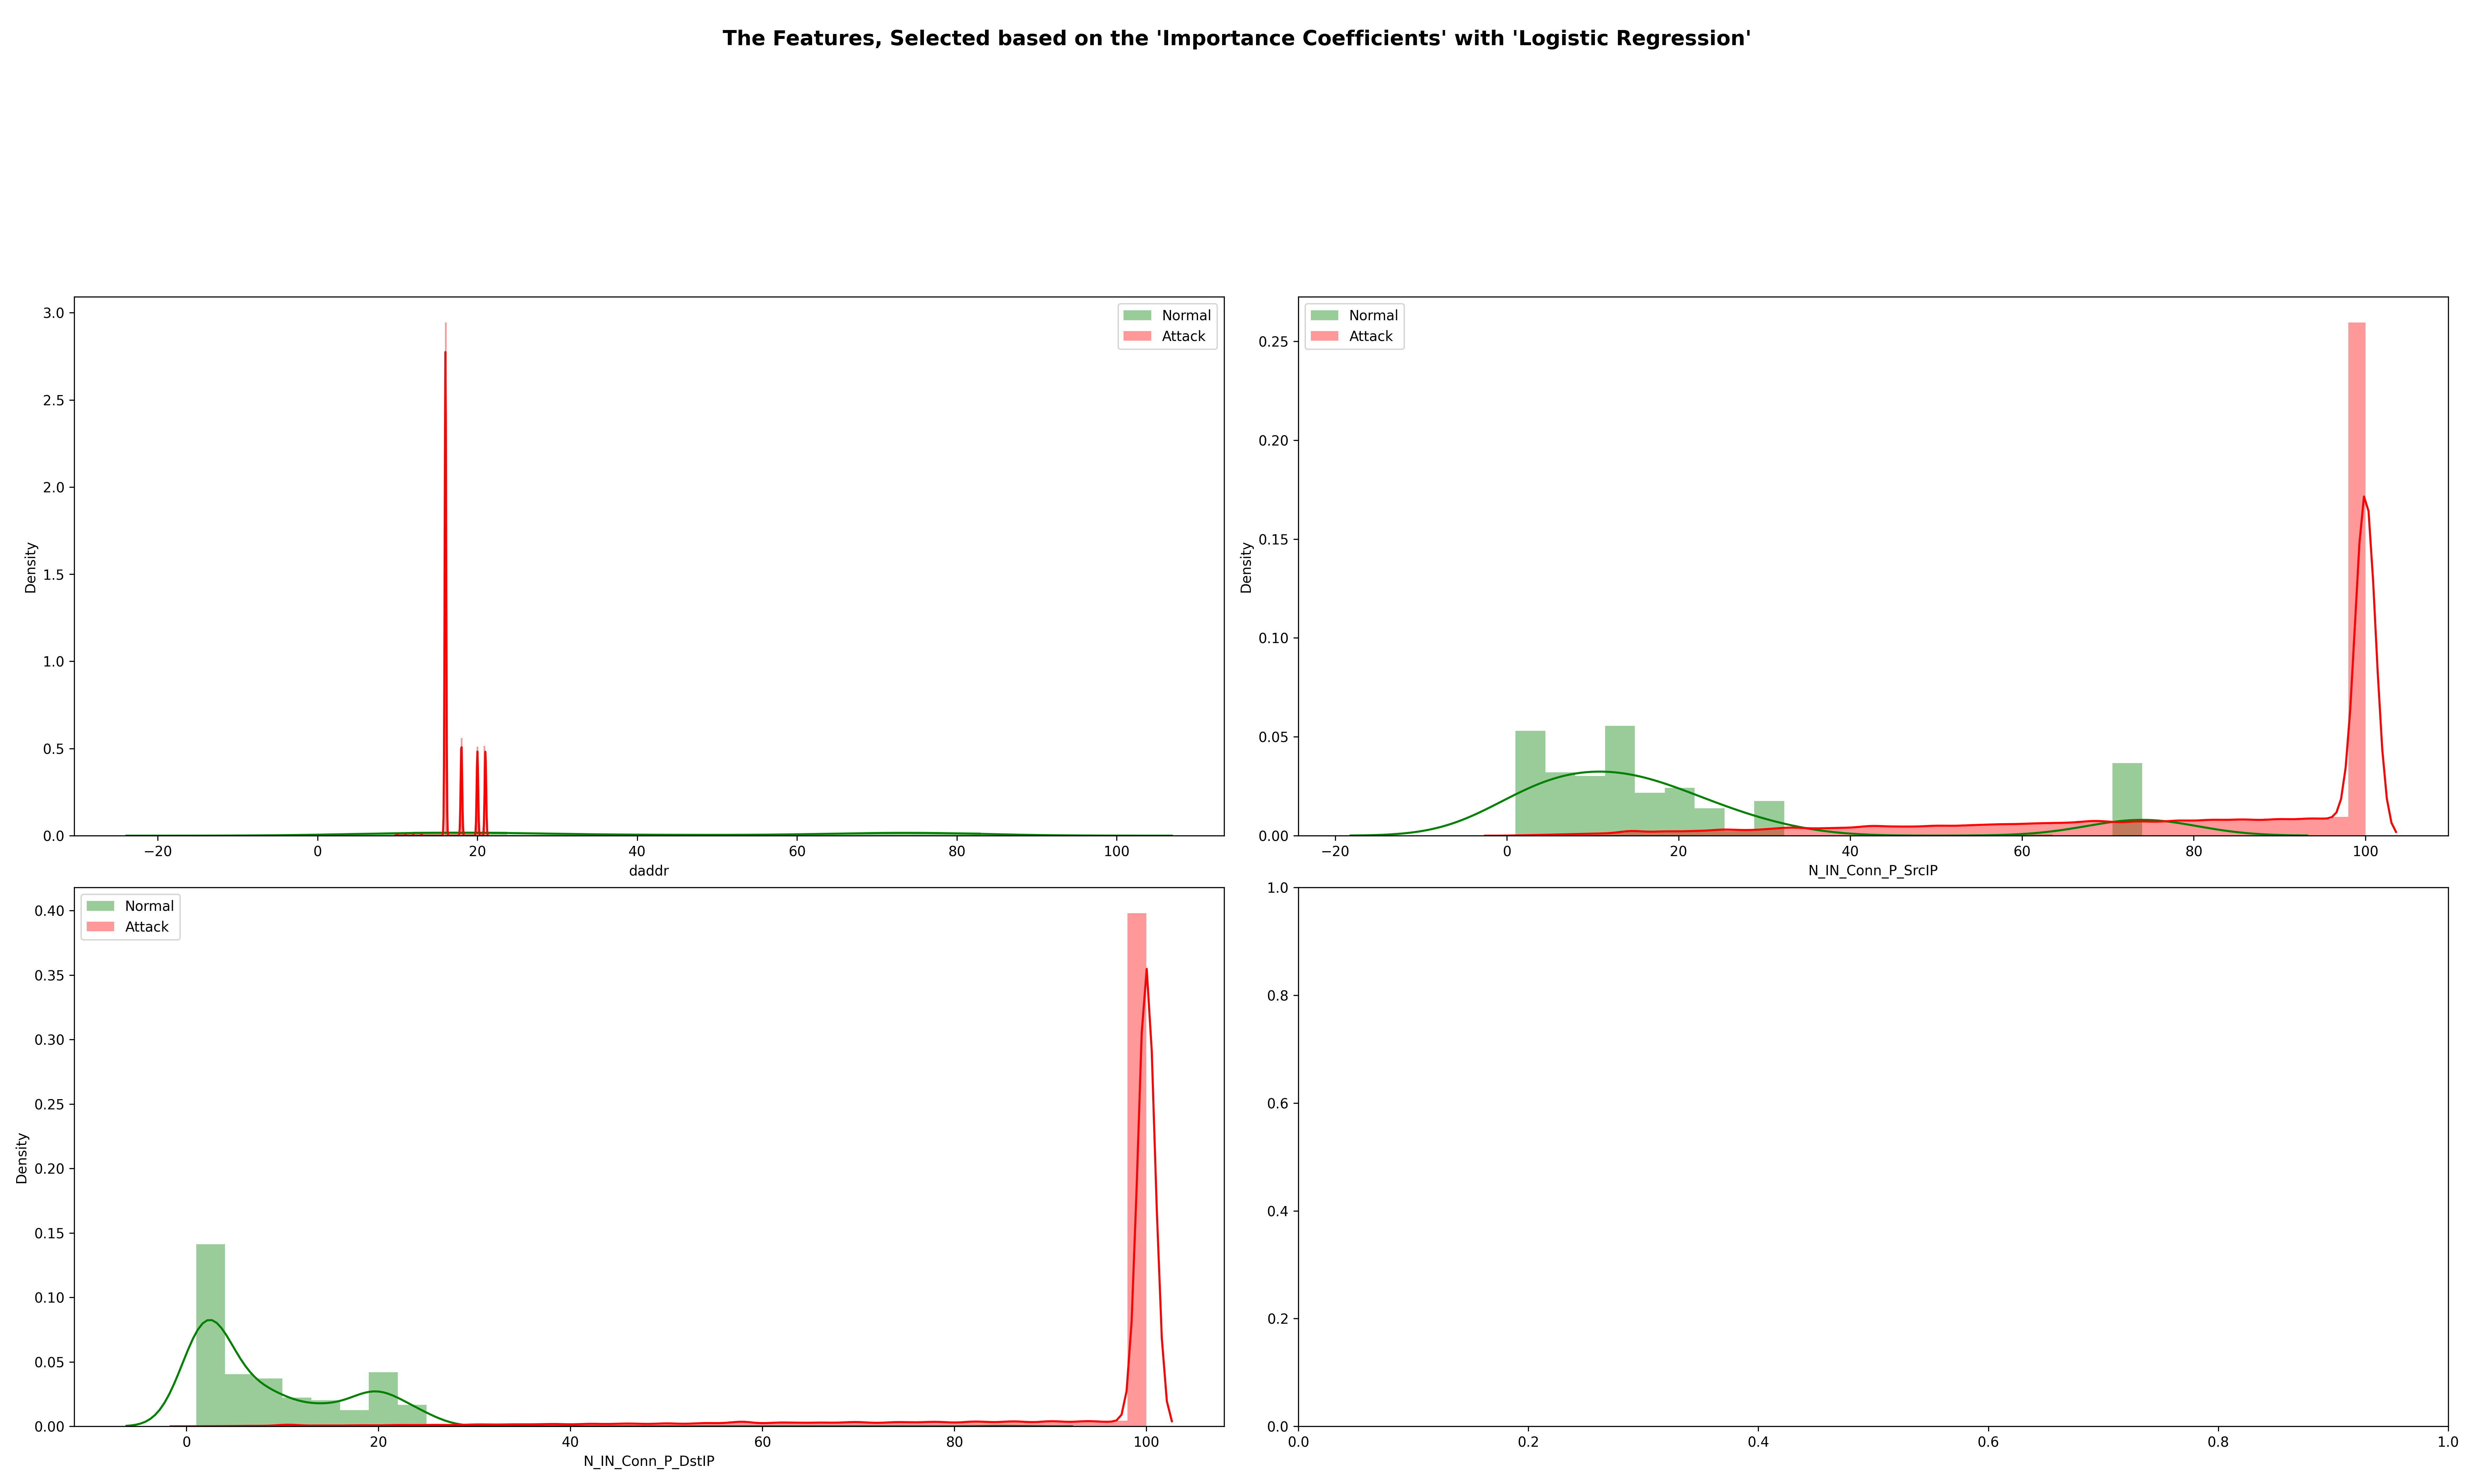 The Features, Selected based on the 'Importance Coefficients' with 'Logistic Regression'
3.0
2.5
2.0
1.5
1.0
0.5
0.0
Density
−20 0 20 40 60 80 100
daddr
Normal
Attack
0.25
0.20
0.15
0.10
0.05
0.00
Density
−20 0 20 40 60 80 100
N_IN_Conn_P_SrcIP
Normal
Attack
0.40
0.35
0.30
0.25
0.20
0.15
0.10
0.05
0.00
Density
0 20 40 60 80 100
N_IN_Conn_P_DstIP
Normal
Attack
1.0
0.8
0.6
0.4
0.2
0.0
0.0 0.2 0.4 0.6 0.8 1.0